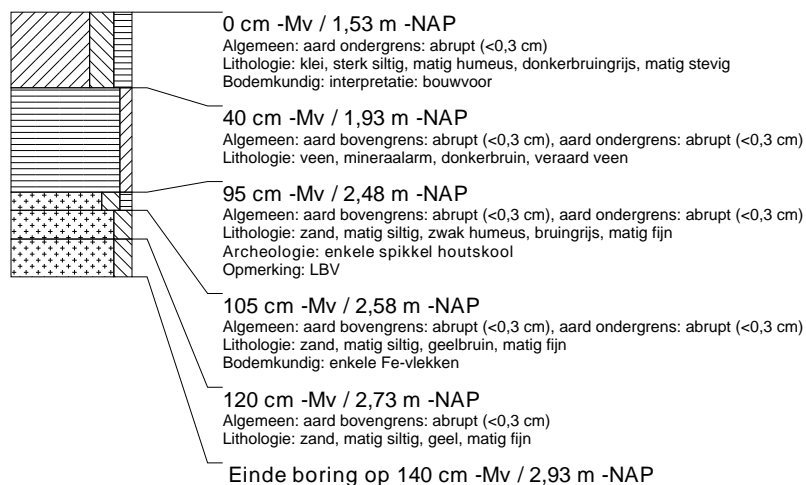 0 cm -Mv / 1,53 m -NAP
Algemeen: aard ondergrens: abrupt (<0,3 cm)
Lithologie: klei, sterk siltig, matig humeus, donkerbruingrijs, matig stevig
Bodemkundig: interpretatie: bouwvoor
40 cm -Mv / 1,93 m -NAP
Algemeen: aard bovengrens: abrupt (<0,3 cm), aard ondergrens: abrupt (<0,3 cm)
Lithologie: veen, mineraalarm, donkerbruin, veraard veen
95 cm -Mv / 2,48 m -NAP
Algemeen: aard bovengrens: abrupt (<0,3 cm), aard ondergrens: abrupt (<0,3 cm)
Lithologie: zand, matig siltig, zwak humeus, bruingrijs, matig fijn
Archeologie: enkele spikkel houtskool
Opmerking: LBV
105 cm -Mv / 2,58 m -NAP
Algemeen: aard bovengrens: abrupt (<0,3 cm), aard ondergrens: abrupt (<0,3 cm)
Lithologie: zand, matig siltig, geelbruin, matig fijn
Bodemkundig: enkele Fe-vlekken
120 cm -Mv / 2,73 m -NAP
Algemeen: aard bovengrens: abrupt (<0,3 cm)
Lithologie: zand, matig siltig, geel, matig fijn
Einde boring op 140 cm -Mv / 2,93 m -NAP